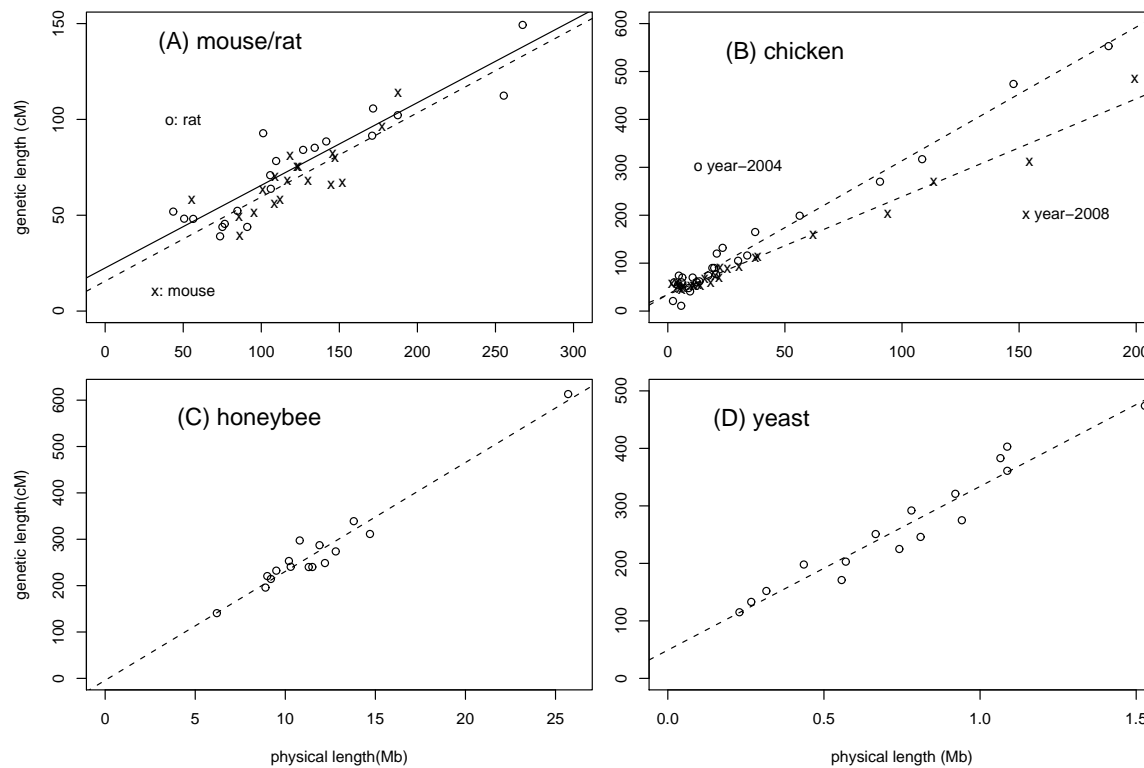 (A) mouse/rat
o: rat
x: mouse
genetic length (cM)
0 50 100 150
0 50 100 150 200 250 300
(B) chicken
o year−2004
x year−2008
0 100 200 300 400 500 600
0 50 100 150 200
(C) honeybee
genetic length(cM)
0 100 200 300 400 500 600
0 5 10 15 20 25
physical length(Mb)
(D) yeast
0 100 200 300 400 500
0.0 0.5 1.0 1.5
physical length (Mb)